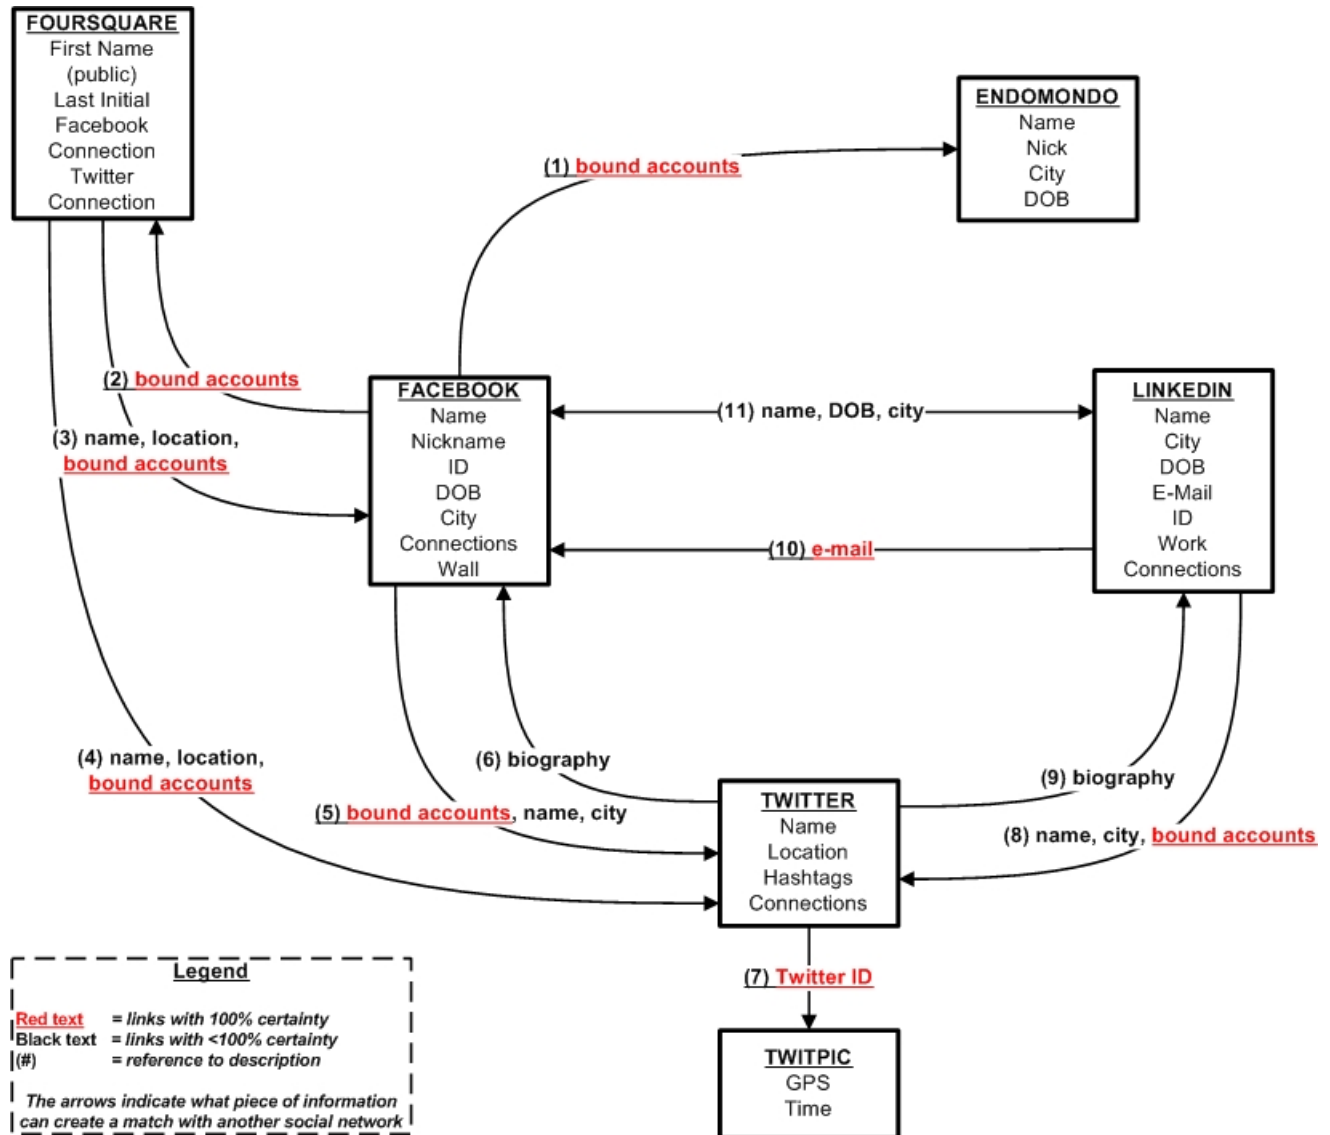 FOURSQUARE
First Name
(public)
Last Initial
Facebook
Connection
Twitter
Connection
ENDOMONDO
Name
Nick
City
DOB
(1) bound accounts
(2) bound accounts
(3) name, location,
bound accounts
FACEBOOK
Name
Nickname
ID
DOB
City
Connections
Wall
(11) name, DOB, city
(10) e-mail
LINKEDIN
Name
City
DOB
E-Mail
ID
Work
Connections
(4) name, location,
bound accounts
(6) biography
(5) bound accounts, name, city
TWITTER
Name
Location
Hashtags
Connections
(9) biography
(8) name, city, bound accounts
(7) Twitter ID
TWITPIC
GPS
Time
Legend
Red text = links with 100% certainty
Black text = links with <100% certainty
(#) = reference to description
The arrows indicate what piece of information
can create a match with another social network